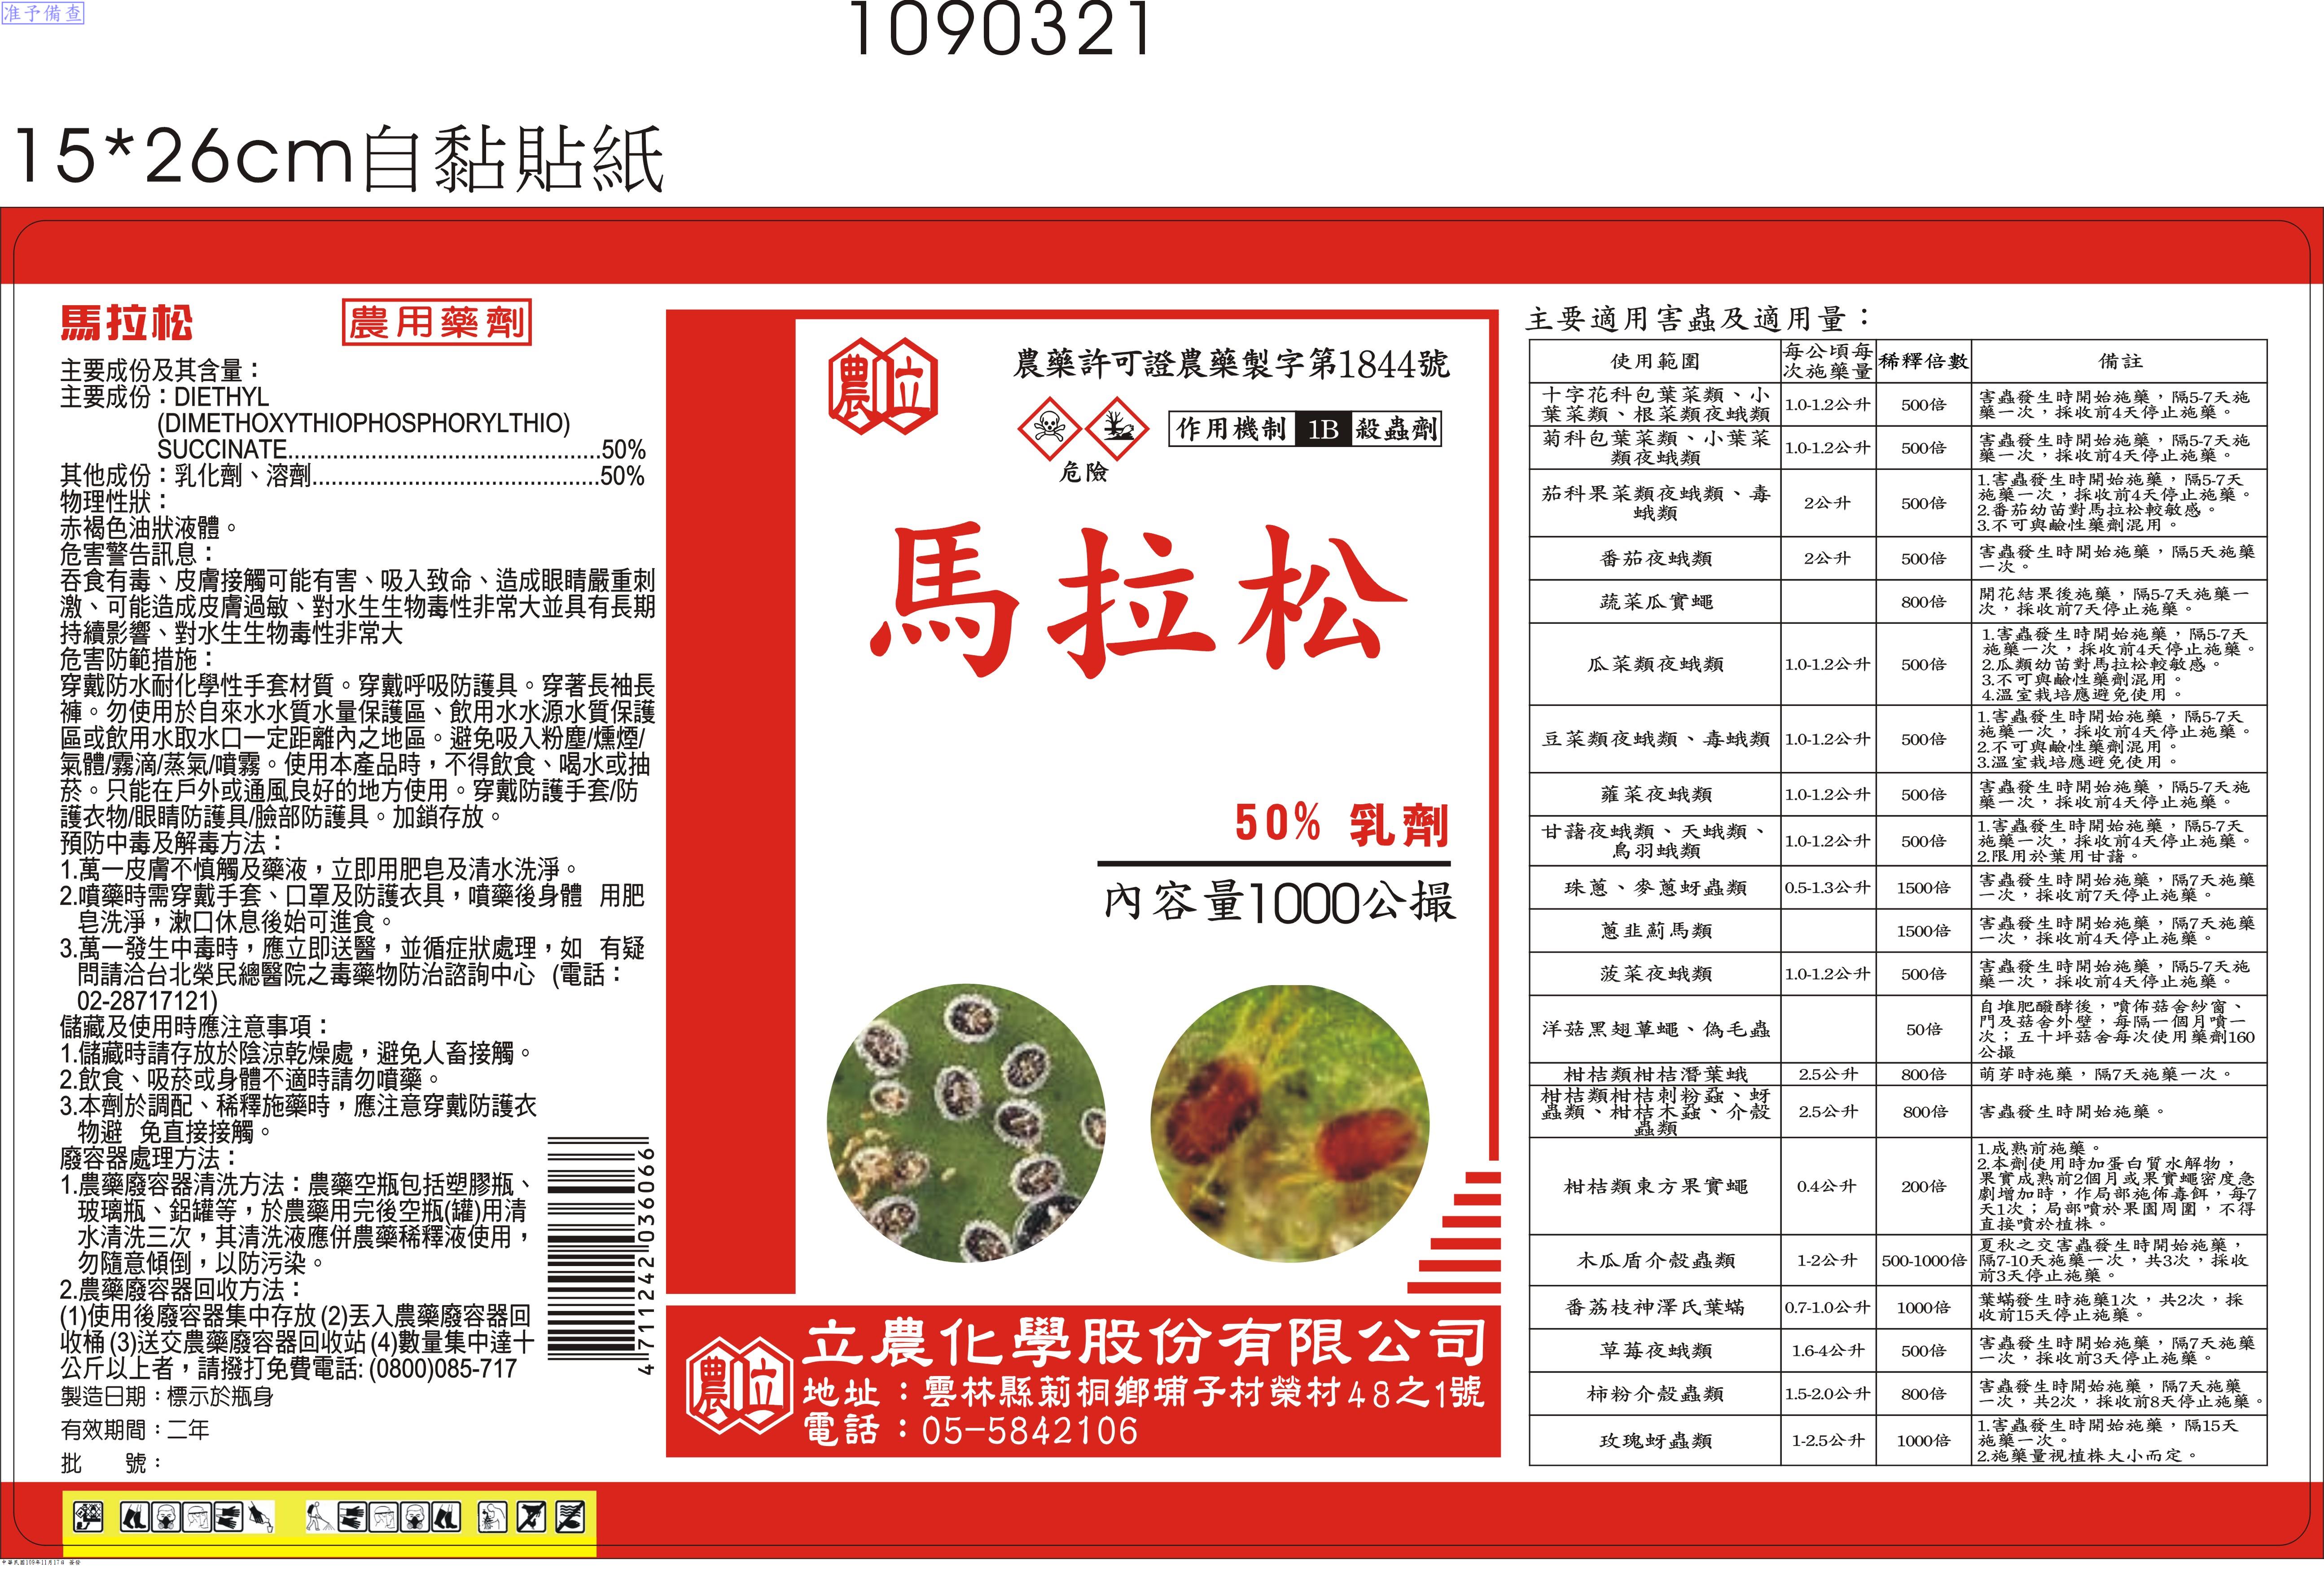 准予備查
1090321
15*26cm自黏貼紙
馬拉松
農用藥劑
主要成份及其含量：
主要成份：DIETHYL
(DIMETHOXYTHIOPHOSPHORYLTHIO)
SUCCINATE.................................................50%
其他成份：乳化劑、溶劑.............................................50%
物理性狀：
赤褐色油狀液體。
危害警告訊息：
吞食有毒、皮膚接觸可能有害、吸入致命、造成眼睛嚴重刺
激、可能造成皮膚過敏、對水生生物毒性非常大並具有長期
持續影響、對水生生物毒性非常大
危害防範措施：
穿戴防水耐化學性手套材質。穿戴呼吸防護具。穿著長袖長
褲。勿使用於自來水水質水量保護區、飲用水水源水質保護
區或飲用水取水口一定距離內之地區。避免吸入粉塵/燻煙/
氣體/霧滴/蒸氣/噴霧。使用本產品時，不得飲食、喝水或抽
菸。只能在戶外或通風良好的地方使用。穿戴防護手套/防
護衣物/眼睛防護具/臉部防護具。加鎖存放。
預防中毒及解毒方法：
1.萬一皮膚不慎觸及藥液，立即用肥皂及清水洗淨。
2.噴藥時需穿戴手套、口罩及防護衣具，噴藥後身體 用肥
皂洗淨，漱口休息後始可進食。
3.萬一發生中毒時，應立即送醫，並循症狀處理，如 有疑
問請洽台北榮民總醫院之毒藥物防治諮詢中心 (電話：
02-28717121)
儲藏及使用時應注意事項：
1.儲藏時請存放於陰涼乾燥處，避免人畜接觸。
2.飲食、吸菸或身體不適時請勿噴藥。
3.本劑於調配、稀釋施藥時，應注意穿戴防護衣
物避 免直接接觸。
廢容器處理方法：
1.農藥廢容器清洗方法：農藥空瓶包括塑膠瓶、
玻璃瓶、鋁罐等，於農藥用完後空瓶(罐)用清
水清洗三次，其清洗液應併農藥稀釋液使用，
勿隨意傾倒，以防污染。
2.農藥廢容器回收方法：
(1)使用後廢容器集中存放 (2)丟入農藥廢容器回
收桶 (3)送交農藥廢容器回收站 (4)數量集中達十
公斤以上者，請撥打免費電話: (0800)085-717
製造日期：標示於瓶身
有效期間：二年
批 號：
4711242036066
中華民國109年11月17日 簽發
農立
農藥許可證農藥製字第1844號
作用機制 1B 殺蟲劑
危險
馬拉松
50% 乳劑
內容量1000公撮
農立
立農化學股份有限公司
地址：雲林縣莿桐鄉埔子村榮村48之1號
電話：05-5842106
主要適用害蟲及適用量：
使用範圍 每公頃每次施藥量 稀釋倍數 備註
十字花科包葉菜類、小葉菜類、根菜類夜蛾類 1.0-1.2公升 500倍 害蟲發生時開始施藥，隔5-7天施藥一次，採收前4天停止施藥。
菊科包葉菜類、小葉菜類夜蛾類 1.0-1.2公升 500倍 害蟲發生時開始施藥，隔5-7天施藥一次，採收前4天停止施藥。
茄科果菜類夜蛾類、毒蛾類 2公升 500倍 1.害蟲發生時開始施藥，隔5-7天施藥一次，採收前4天停止施藥。
2.番茄幼苗對馬拉松較敏感。
3.不可與鹼性藥劑混用。
番茄夜蛾類 2公升 500倍 害蟲發生時開始施藥，隔5天施藥一次。
蔬菜瓜實蠅 800倍 開花結果後施藥，隔5-7天施藥一次，採收前7天停止施藥。
瓜菜類夜蛾類 1.0-1.2公升 500倍 1.害蟲發生時開始施藥，隔5-7天施藥一次，採收前4天停止施藥。
2.瓜類幼苗對馬拉松較敏感。
3.不可與鹼性藥劑混用。
4.溫室栽培應避免使用。
豆菜類夜蛾類、毒蛾類 1.0-1.2公升 500倍 1.害蟲發生時開始施藥，隔5-7天施藥一次，採收前4天停止施藥。
2.不可與鹼性藥劑混用。
3.溫室栽培應避免使用。
蕹菜夜蛾類 1.0-1.2公升 500倍 害蟲發生時開始施藥，隔5-7天施藥一次，採收前4天停止施藥。
甘藷夜蛾類、天蛾類、鳥羽蛾類 1.0-1.2公升 500倍 1.害蟲發生時開始施藥，隔5-7天施藥一次，採收前4天停止施藥。
2.限用於葉用甘藷。
珠蔥、麥蔥蚜蟲類 0.5-1.3公升 1500倍 害蟲發生時開始施藥，隔7天施藥一次，採收前7天停止施藥。
蔥韭薊馬類 1500倍 害蟲發生時開始施藥，隔7天施藥一次，採收前4天停止施藥。
菠菜夜蛾類 1.0-1.2公升 500倍 害蟲發生時開始施藥，隔5-7天施藥一次，採收前4天停止施藥。
洋菇黑翅蕈蠅、偽毛蟲 50倍 自堆肥醱酵後，噴佈菇舍紗窗、門及菇舍外壁，每隔一個月噴一次；五十坪菇舍每次使用藥劑160公撮
柑桔類柑桔潛葉蛾 2.5公升 800倍 萌芽時施藥，隔7天施藥一次。
柑桔類柑桔刺粉蝨、蚜蟲類、柑桔木蝨、介殼蟲類 2.5公升 800倍 害蟲發生時開始施藥。
柑桔類東方果實蠅 0.4公升 200倍 1.成熟前施藥。
2.本劑使用時加蛋白質水解物，果實成熟前2個月或果實蠅密度急劇增加時，作局部施佈毒餌，每7天1次；局部噴於果園周圍，不得直接噴於植株。
木瓜盾介殼蟲類 1-2公升 500-1000倍 夏秋之交害蟲發生時開始施藥，隔7-10天施藥一次，共3次，採收前3天停止施藥。
番荔枝神澤氏葉蟎 0.7-1.0公升 1000倍 葉蟎發生時施藥1次，共2次，採收前15天停止施藥。
草莓夜蛾類 1.6-4公升 500倍 害蟲發生時開始施藥，隔7天施藥一次，採收前3天停止施藥。
柿粉介殼蟲類 1.5-2.0公升 800倍 害蟲發生時開始施藥，隔7天施藥一次，共2次，採收前8天停止施藥。
玫瑰蚜蟲類 1-2.5公升 1000倍 1.害蟲發生時開始施藥，隔15天施藥一次。
2.施藥量視植株大小而定。